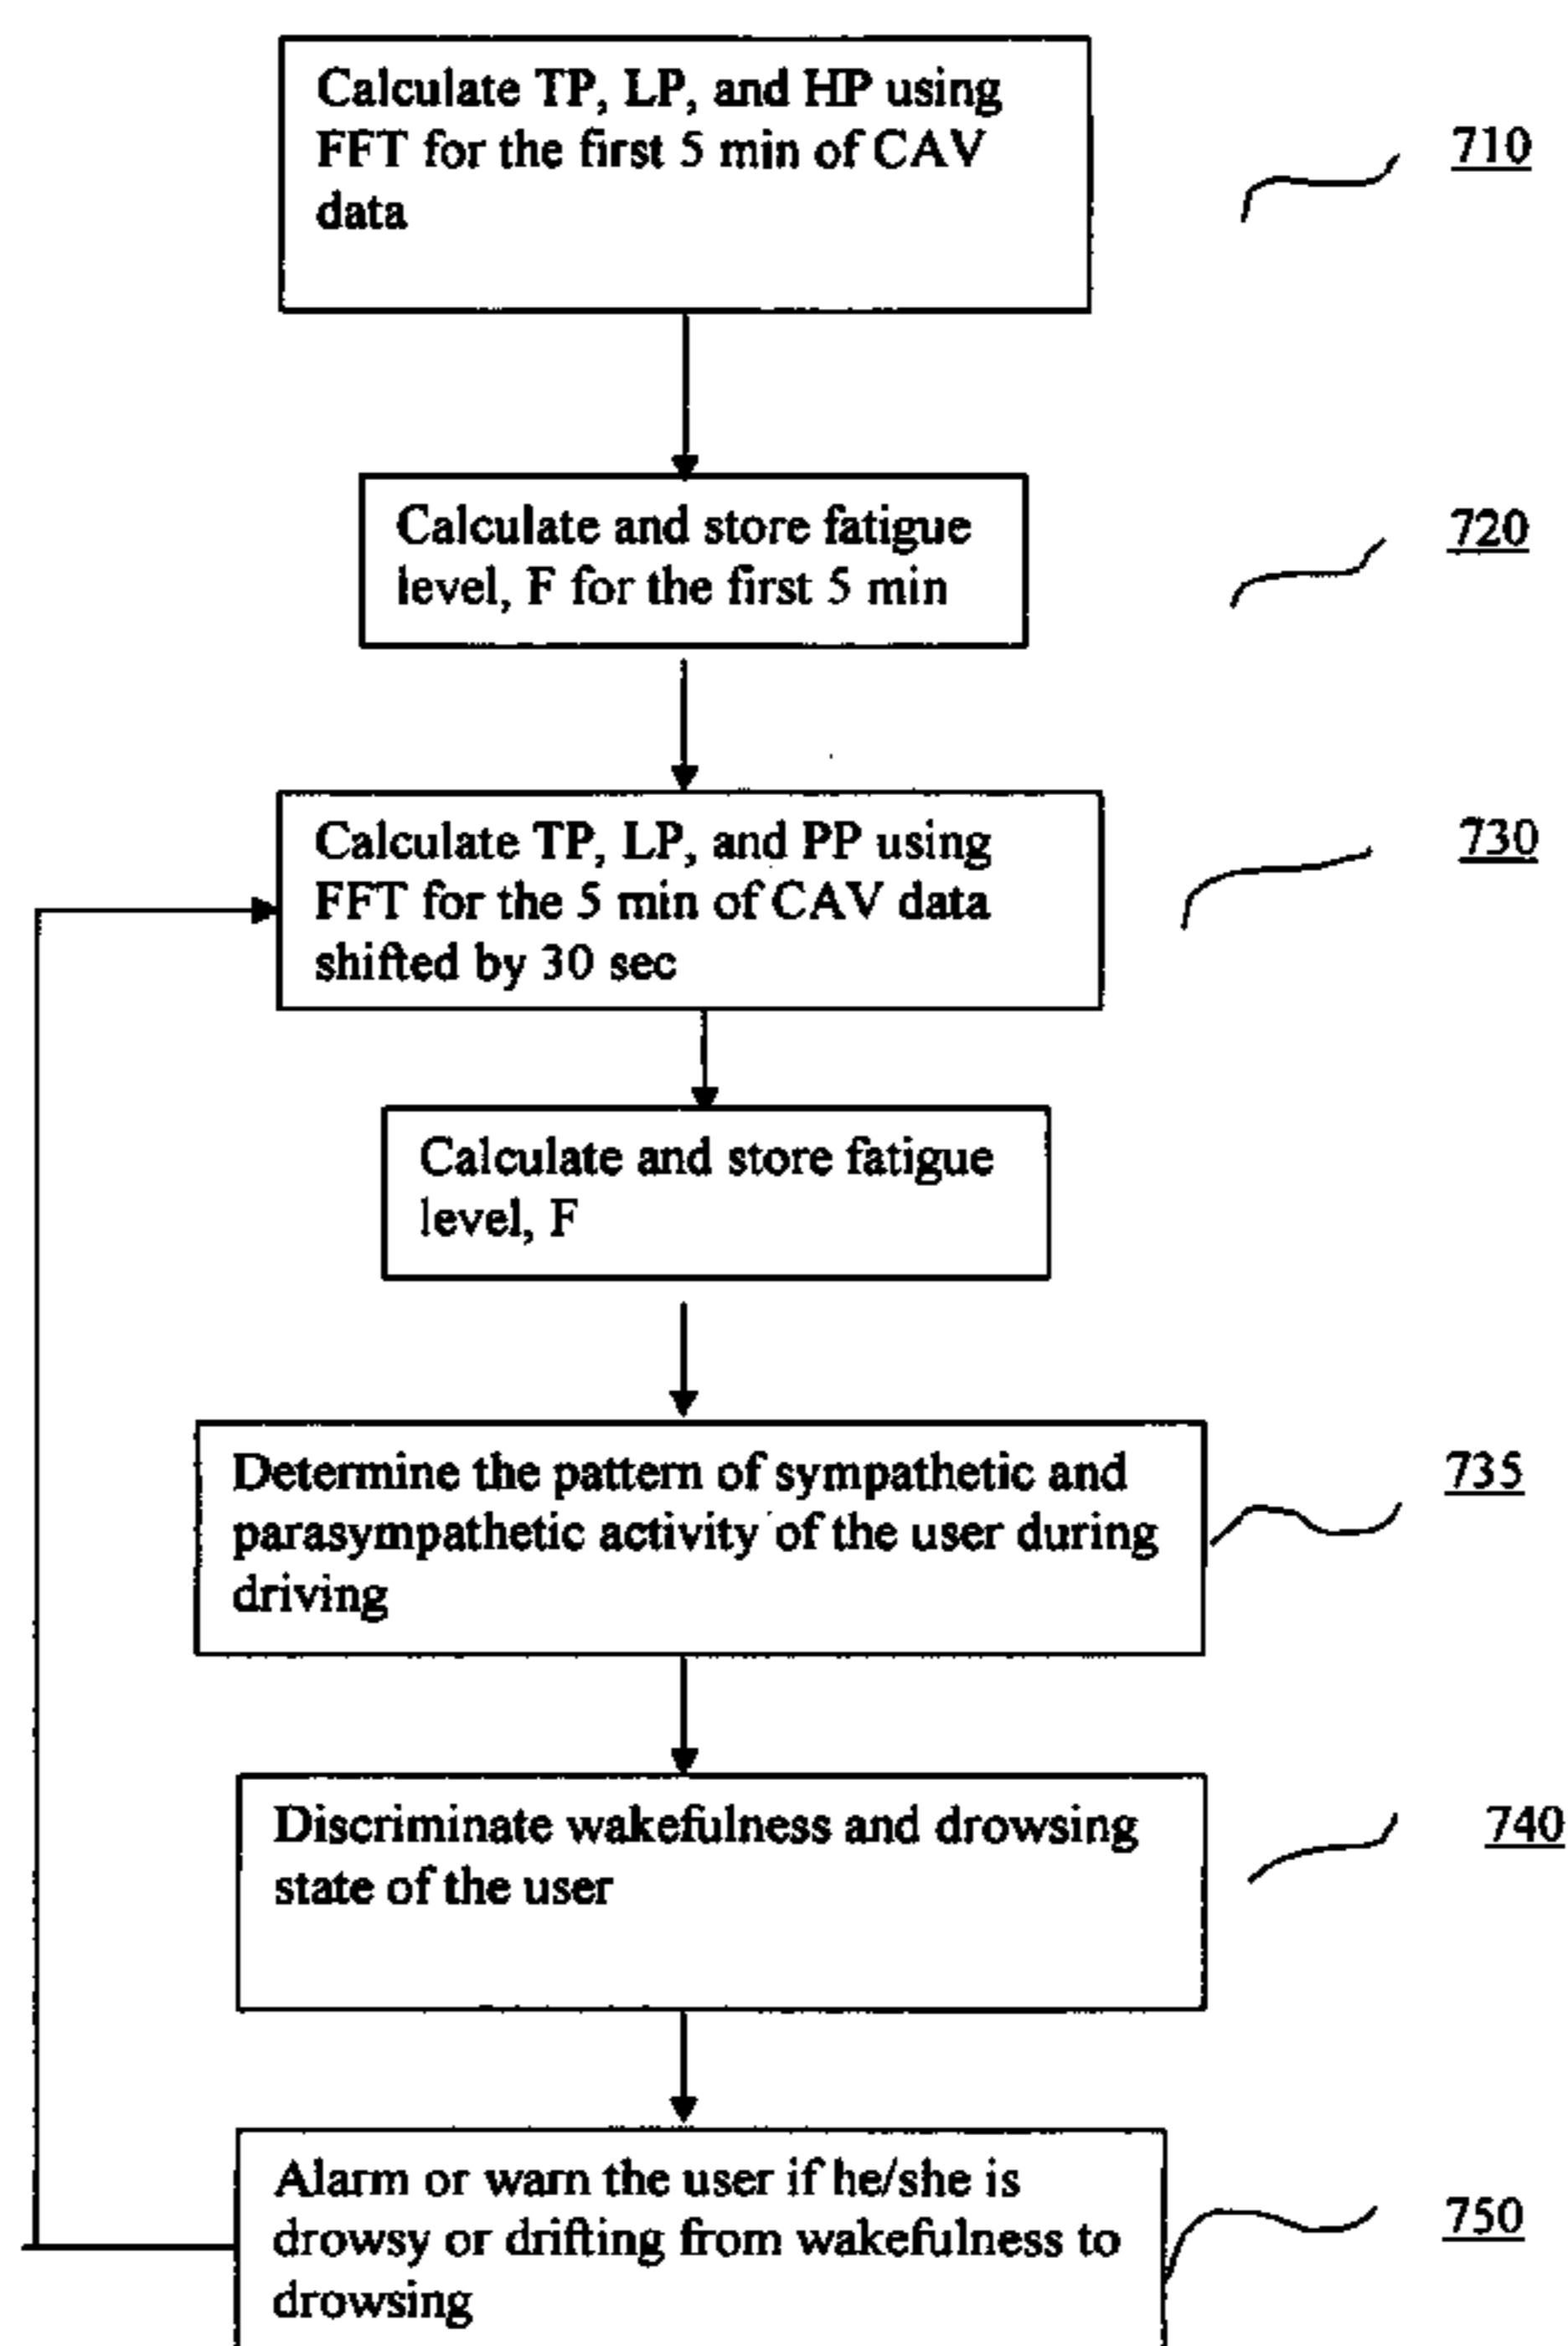 Calculate TP, LP, and HP using
FFT for the first 5 min of CAV
data
710
Calculate and store fatigue
level, F for the first 5 min
720
Calculate TP, LP, and PP using
FFT for the 5 min of CAV data
shifted by 30 sec
730
Calculate and store fatigue
level, F
Determine the pattern of sympathetic and
parasympathetic activity of the user during
driving
735
Discriminate wakefulness and drowsing
state of the user
740
Alarm or warn the user if he/she is
drowsy or drifting from wakefulness to
drowsing
750